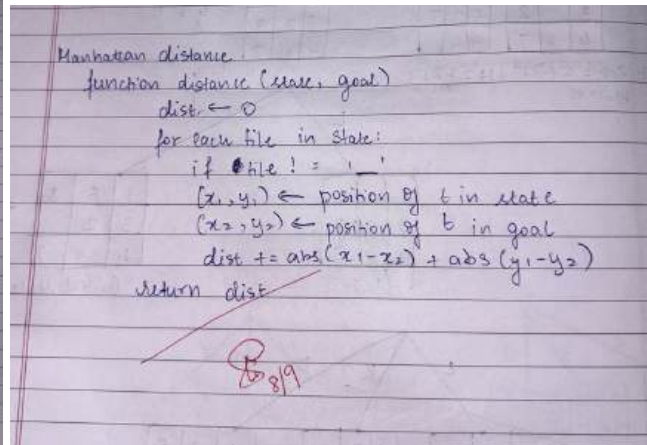 Manhattan distance.
function distance (state, goal)
dist ← 0
for each tile in State:
if tile != '_'
(x₁, y₁) ← position of t in state
(x₂, y₂) ← position of t in goal
dist += abs(x₁-x₂) + abs(y₁-y₂)
return dist
8/9